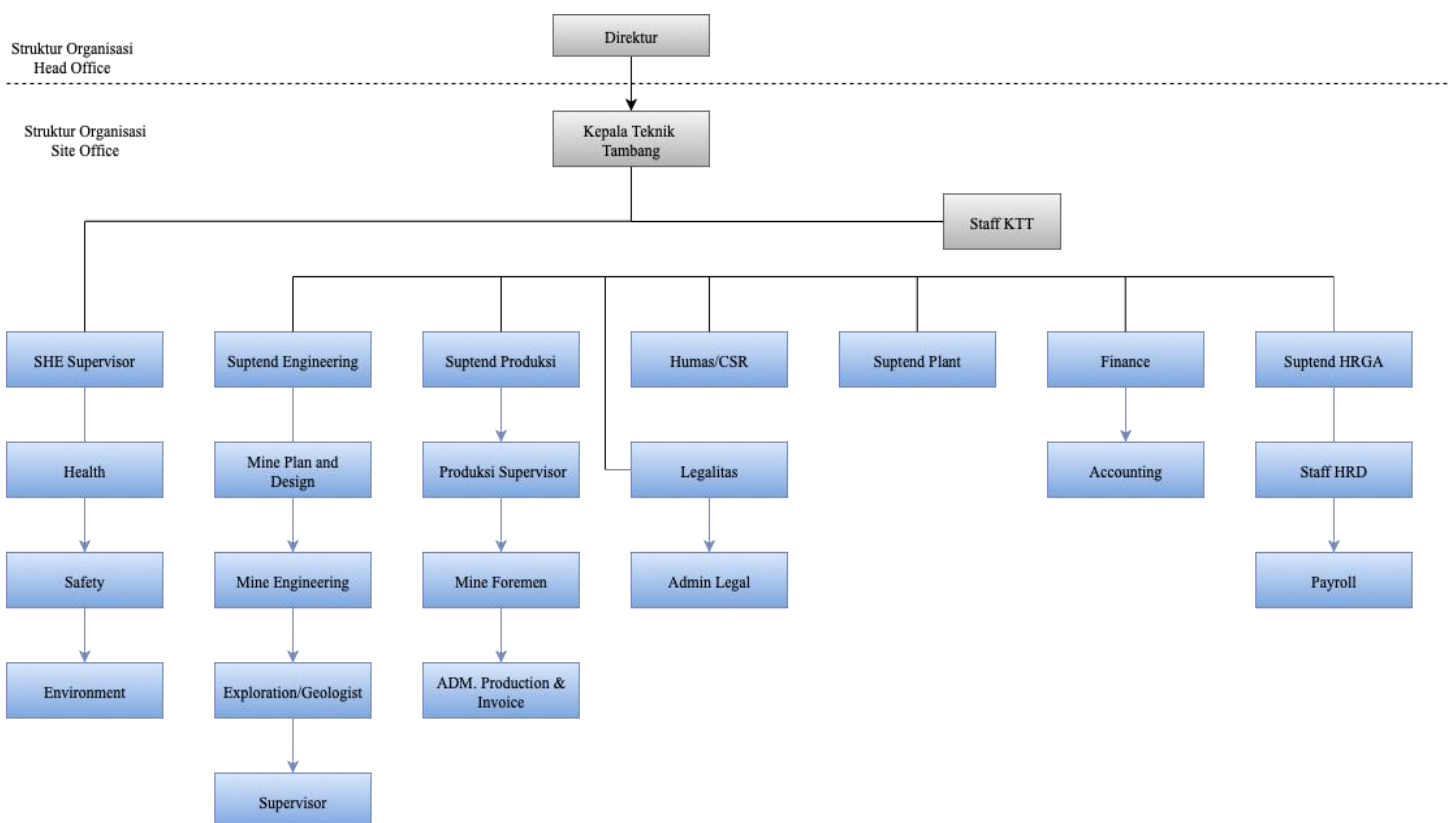 Direktur
Struktur Organisasi
Head Office
Struktur Organisasi
Site Office
Kepala Teknik
Tambang
Staff KTT
SHE Supervisor
Suptend Engineering
Suptend Produksi
Humas/CSR
Suptend Plant
Finance
Suptend HRGA
Health
Mine Plan and
Design
Produksi Supervisor
Legalitas
Accounting
Staff HRD
Safety
Mine Engineering
Mine Foremen
Admin Legal
Payroll
Environment
Exploration/Geologist
ADM. Production &
Invoice
Supervisor